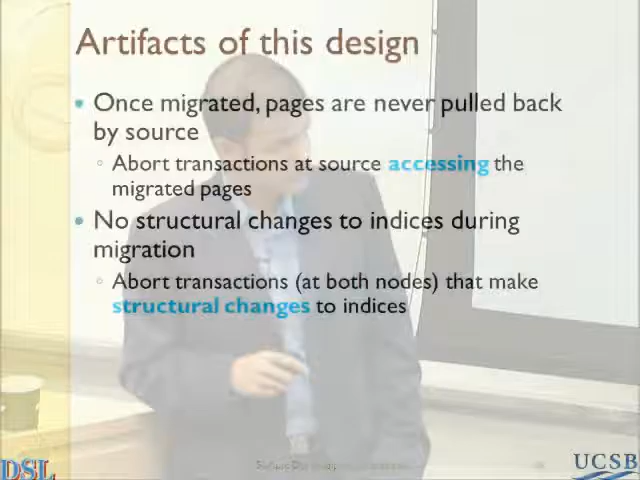 Artifacts of this design
Once migrated, pages are never pulled back
by source
Abort transactions at source accessing the
migrated pages
No structural changes to indices during
migration
Abort transactions (at both nodes) that make
structural changes to indices
DSL
UCSB